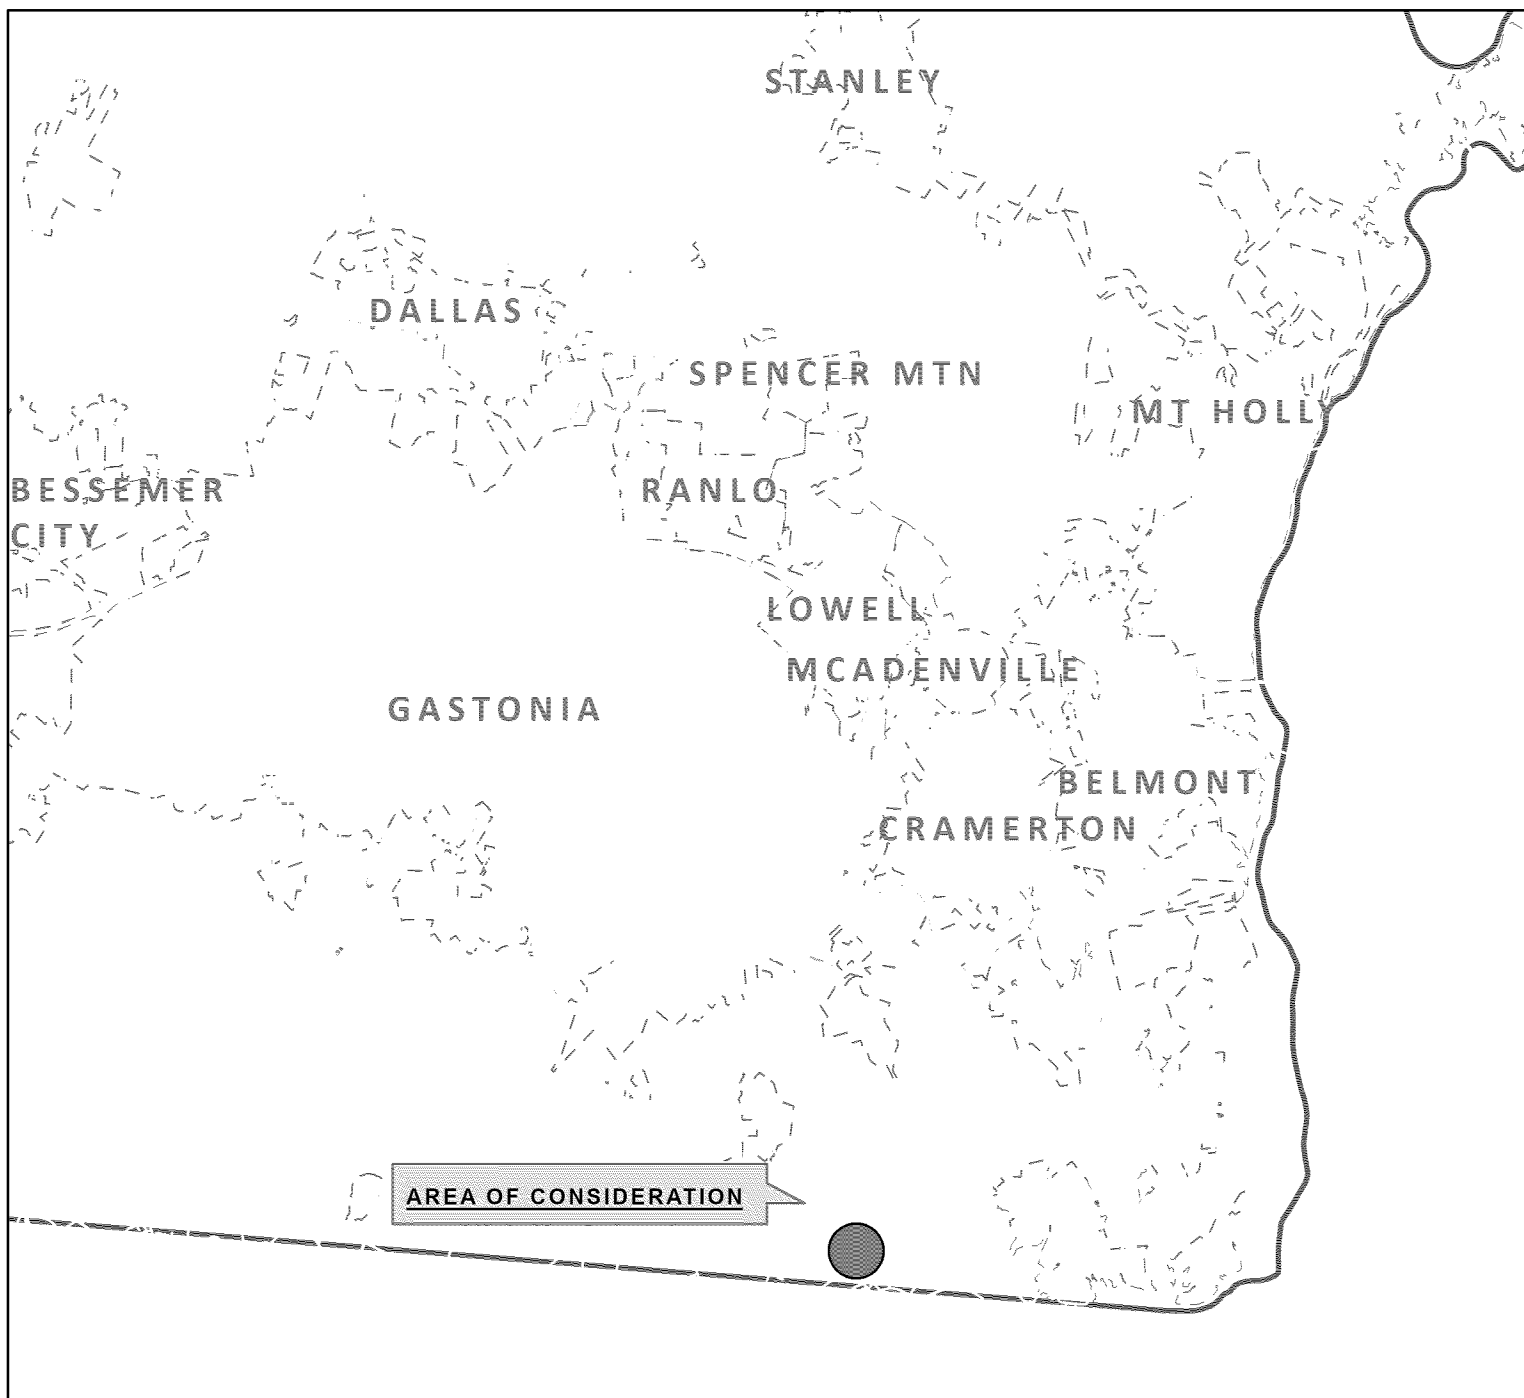 STANLEY
DALLAS
SPENCER MTN
MT HOLLY
BESSEMER
CITY
RANLO
LOWELL
MCADENVILLE
GASTONIA
BELMONT
CRAMERTON
AREA OF CONSIDERATION